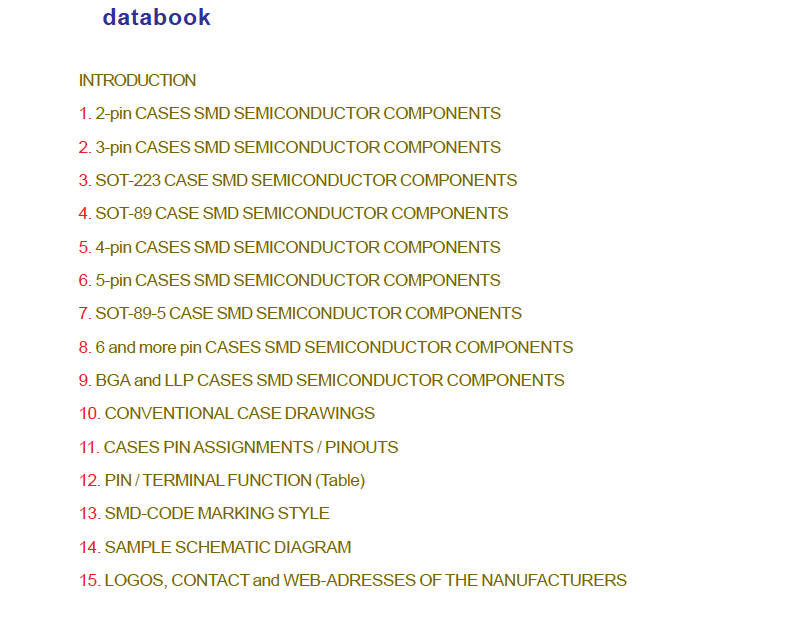 databook
INTRODUCTION
1. 2-pin CASES SMD SEMICONDUCTOR COMPONENTS
2. 3-pin CASES SMD SEMICONDUCTOR COMPONENTS
3. SOT-223 CASE SMD SEMICONDUCTOR COMPONENTS
4. SOT-89 CASE SMD SEMICONDUCTOR COMPONENTS
5. 4-pin CASES SMD SEMICONDUCTOR COMPONENTS
6. 5-pin CASES SMD SEMICONDUCTOR COMPONENTS
7. SOT-89-5 CASE SMD SEMICONDUCTOR COMPONENTS
8. 6 and more pin CASES SMD SEMICONDUCTOR COMPONENTS
9. BGA and LLP CASES SMD SEMICONDUCTOR COMPONENTS
10. CONVENTIONAL CASE DRAWINGS
11. CASES PIN ASSIGNMENTS / PINOUTS
12. PIN / TERMINAL FUNCTION (Table)
13. SMD-CODE MARKING STYLE
14. SAMPLE SCHEMATIC DIAGRAM
15. LOGOS, CONTACT and WEB-ADRESSES OF THE NANUFACTURERS